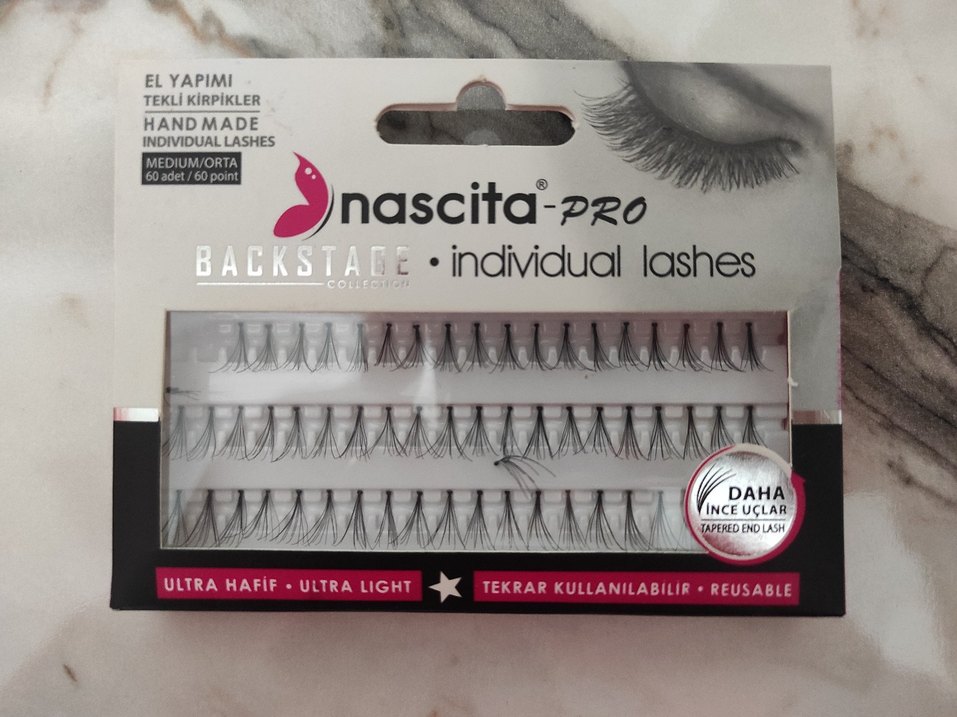 EL YAPIMI
TEKLİ KİRPİKLER
HAND MADE
INDIVIDUAL LASHES
MEDIUM/ORTA
60 adet / 60 point
nascita®-PRO
BACKSTAGE • individual lashes
COLLECTION
DAHA
İNCE UÇLAR
TAPERED END LASH
ULTRA HAFİF • ULTRA LIGHT
TEKRAR KULLANILABİLİR • REUSABLE